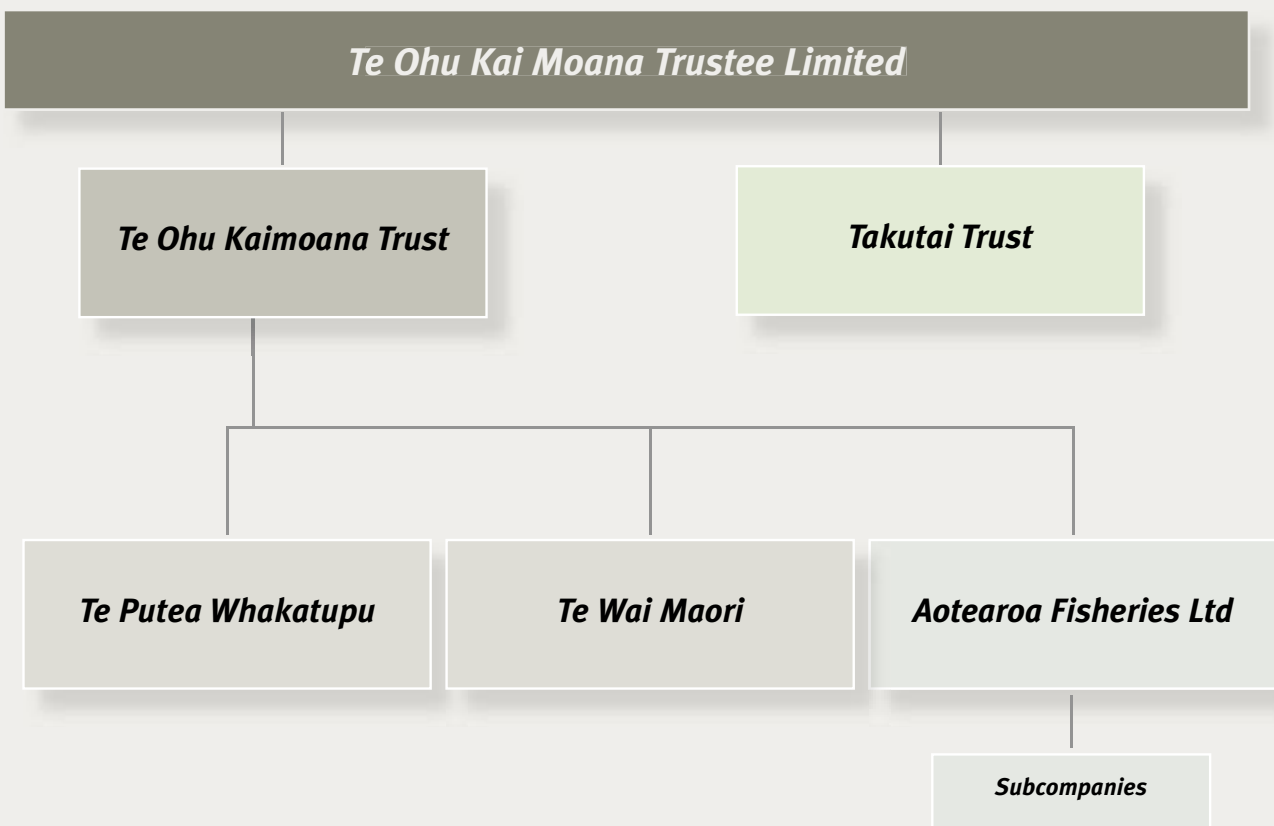 Te Ohu Kai Moana Trustee Limited
Te Ohu Kaimoana Trust
Takutai Trust
Te Putea Whakatupu
Te Wai Maori
Aotearoa Fisheries Ltd
Subcompanies